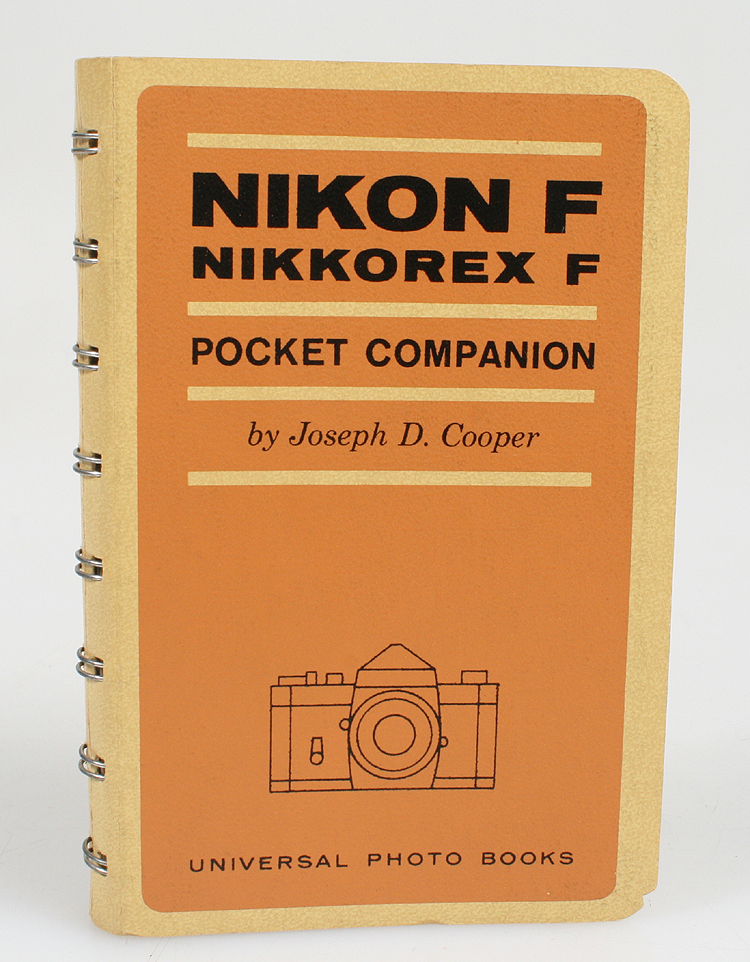 NIKON F
NIKKOREX F
POCKET COMPANION
by Joseph D. Cooper
UNIVERSAL PHOTO BOOKS